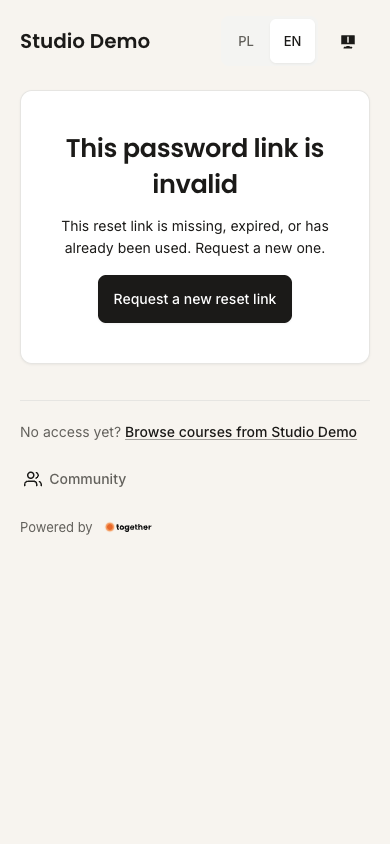 Studio Demo
PL
EN
This password link is
invalid
This reset link is missing, expired, or has
already been used. Request a new one.
Request a new reset link
No access yet? Browse courses from Studio Demo
Community
Powered by together